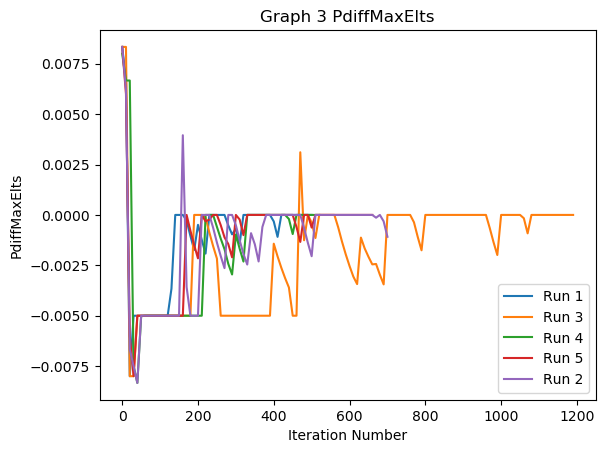 Graph 3 PdiffMaxElts
PdiffMaxElts
0.0075
0.0050
0.0025
0.0000
−0.0025
−0.0050
−0.0075
0
200
400
600
800
1000
1200
Iteration Number
Run 1
Run 3
Run 4
Run 5
Run 2